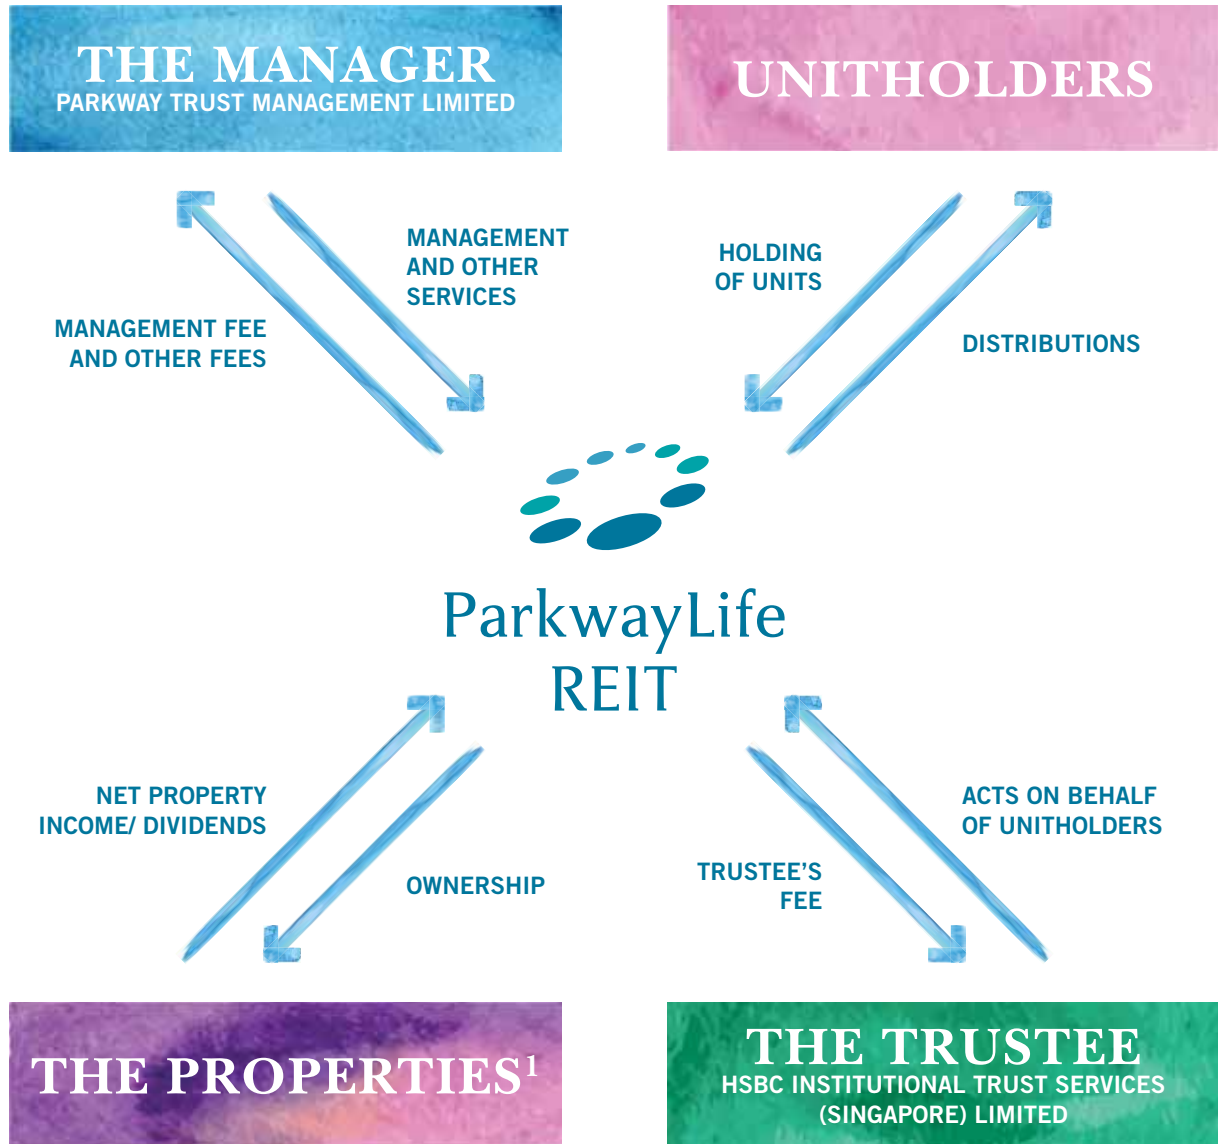 THE MANAGER
PARKWAY TRUST MANAGEMENT LIMITED
UNITHOLDERS
MANAGEMENT
AND OTHER
SERVICES
MANAGEMENT FEE
AND OTHER FEES
HOLDING
OF UNITS
DISTRIBUTIONS
ParkwayLife
REIT
NET PROPERTY
INCOME/ DIVIDENDS
OWNERSHIP
TRUSTEE’S
FEE
ACTS ON BEHALF
OF UNITHOLDERS
THE PROPERTIES¹
THE TRUSTEE
HSBC INSTITUTIONAL TRUST SERVICES
(SINGAPORE) LIMITED